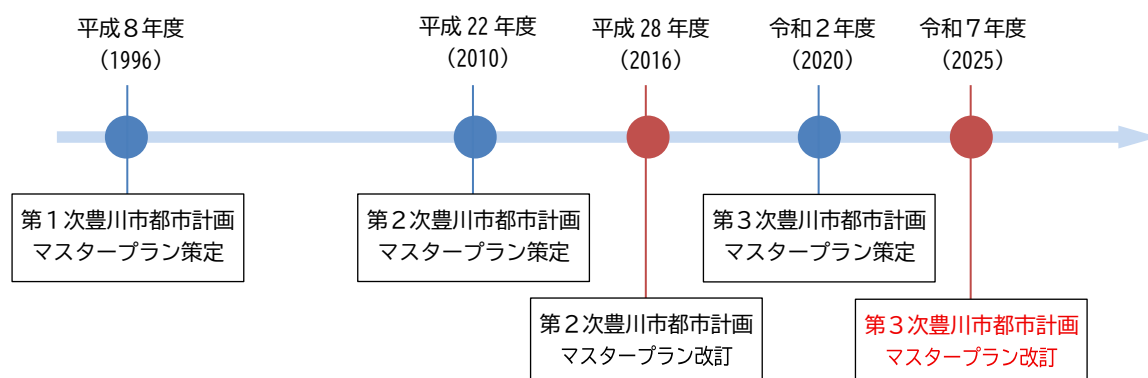 平成８年度
（1996）
平成 22 年度
（2010）
平成 28 年度
（2016）
令和２年度
（2020）
令和７年度
（2025）
第１次豊川市都市計画
マスタープラン策定
第２次豊川市都市計画
マスタープラン策定
第３次豊川市都市計画
マスタープラン策定
第２次豊川市都市計画
マスタープラン改訂
第３次豊川市都市計画
マスタープラン改訂